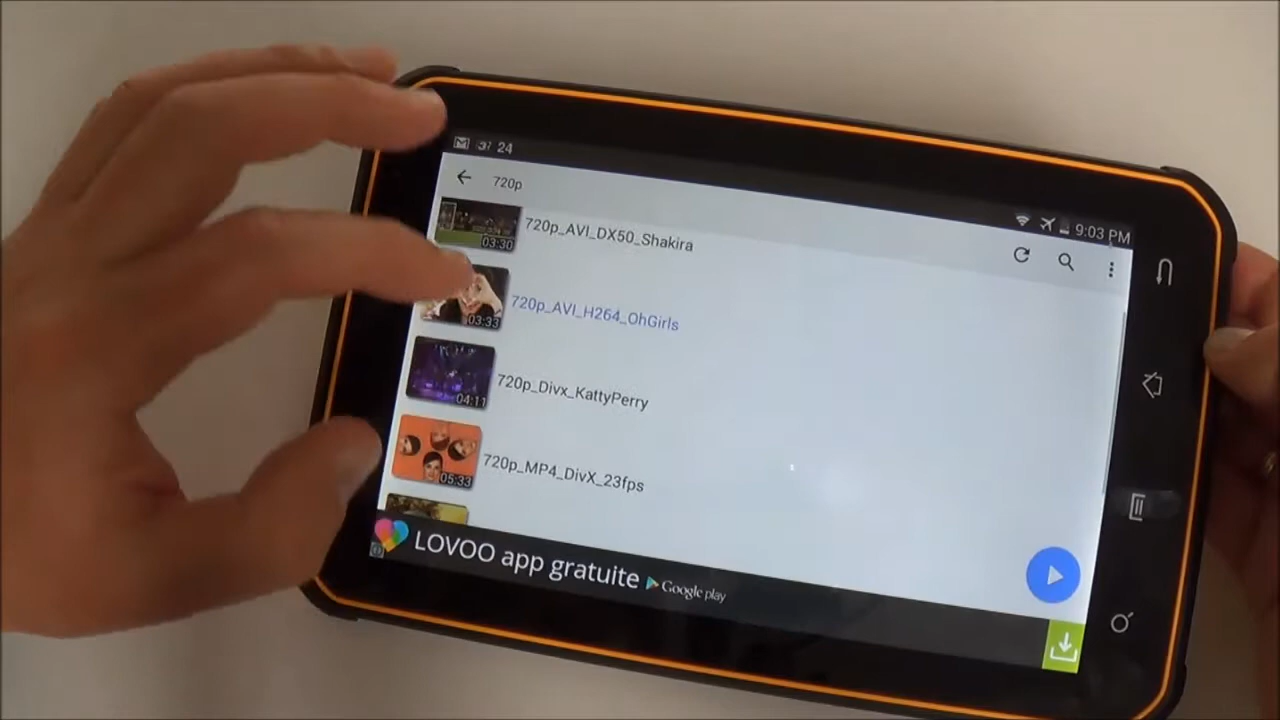 37 24
9:03 PM
720p
03:30
720p_AVI_DX50_Shakira
03:33
720p_AVI_H264_OhGirls
04:11
720p_Divx_KattyPerry
05:33
720p_MP4_DivX_23fps
LOVOO app gratuite
Google play